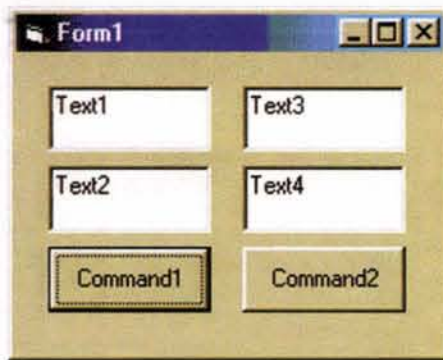 Form1
Text1 Text3
Text2 Text4
Command1 Command2